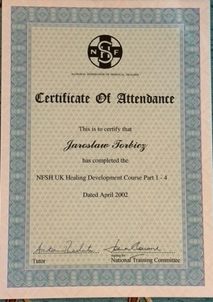 N F
S
H
NATIONAL FEDERATION OF SPIRITUAL HEALERS
Certificate Of Attendance
This is to certify that
Jaroslaw Torbicz
has completed the
NFSH UK Healing Development Course Part 1 - 4
Dated April 2002
Tutor
National Training Committee